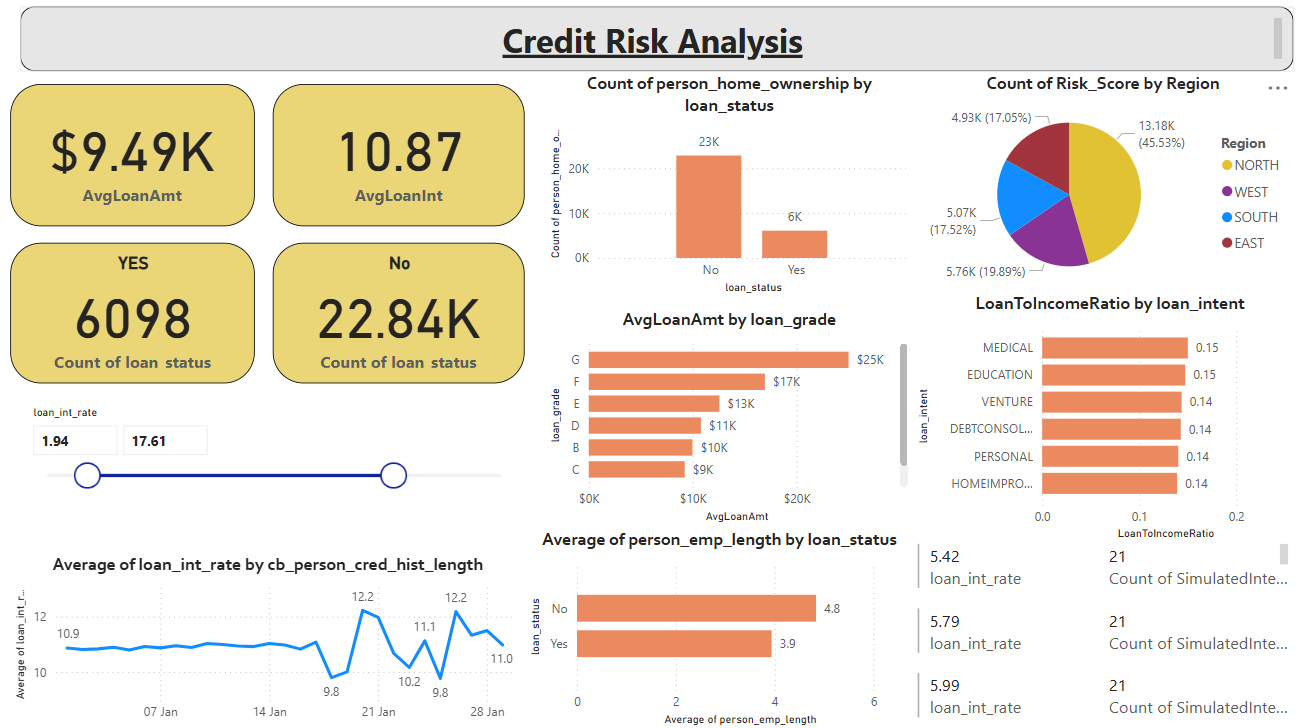 Credit Risk Analysis
$9.49K
AvgLoanAmt
10.87
AvgLoanInt
YES
6098
Count of loan status
No
22.84K
Count of loan status
loan_int_rate
1.94
17.61
Average of loan_int_rate by cb_person_cred_hist_length
Average of loan_int_r...
12
10
10.9
9.8
12.2
10.2
11.1
9.8
12.2
11.0
07 Jan
14 Jan
21 Jan
28 Jan
Count of person_home_ownership by
loan_status
Count of person_home_o...
20K
10K
0K
23K
6K
No
Yes
loan_status
AvgLoanAmt by loan_grade
loan_grade
G
$25K
F
$17K
E
$13K
D
$11K
B
$10K
C
$9K
$0K
$10K
$20K
AvgLoanAmt
Average of person_emp_length by loan_status
loan_status
No
4.8
Yes
3.9
0
2
4
6
Average of person_emp_length
Count of Risk_Score by Region
...
4.93K (17.05%)
13.18K
(45.53%)
5.07K
(17.52%)
5.76K (19.89%)
Region
NORTH
WEST
SOUTH
EAST
LoanToIncomeRatio by loan_intent
loan_intent
MEDICAL
0.15
EDUCATION
0.15
VENTURE
0.14
DEBTCONSOL...
0.14
PERSONAL
0.14
HOMEIMPRO...
0.14
0.0
0.1
0.2
LoanToIncomeRatio
5.42
21
loan_int_rate
Count of SimulatedInte...
5.79
21
loan_int_rate
Count of SimulatedInte...
5.99
21
loan_int_rate
Count of SimulatedInte...